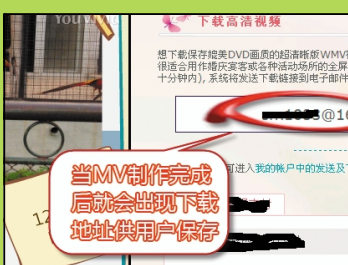 下载高清视频
想下载保存媲美DVD画质的超清晰版WMV
很适合用作婚庆宴客或各种活动场所的全屏
十分钟内),系统将发送下载链接到电子邮件
@16
可进入我的帐户中的发送及下
当MV制作完成
后就会出现下载
地址供用户保存
12